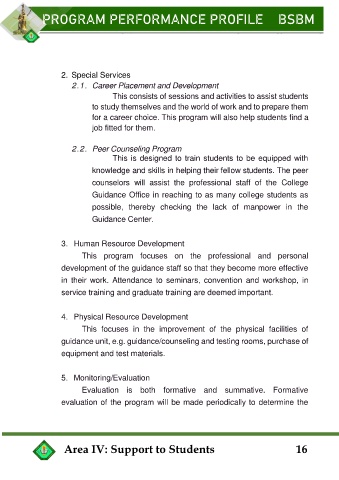 PROGRAM PERFORMANCE PROFILE BSBM
2. Special Services
2.1. Career Placement and Development
This consists of sessions and activities to assist students
to study themselves and the world of work and to prepare them
for a career choice. This program will also help students find a
job fitted for them.
2.2. Peer Counseling Program
This is designed to train students to be equipped with
knowledge and skills in helping their fellow students. The peer
counselors will assist the professional staff of the College
Guidance Office in reaching to as many college students as
possible, thereby checking the lack of manpower in the
Guidance Center.
3. Human Resource Development
This program focuses on the professional and personal
development of the guidance staff so that they become more effective
in their work. Attendance to seminars, convention and workshop, in
service training and graduate training are deemed important.
4. Physical Resource Development
This focuses in the improvement of the physical facilities of
guidance unit, e.g. guidance/counseling and testing rooms, purchase of
equipment and test materials.
5. Monitoring/Evaluation
Evaluation is both formative and summative. Formative
evaluation of the program will be made periodically to determine the
Area IV: Support to Students 16